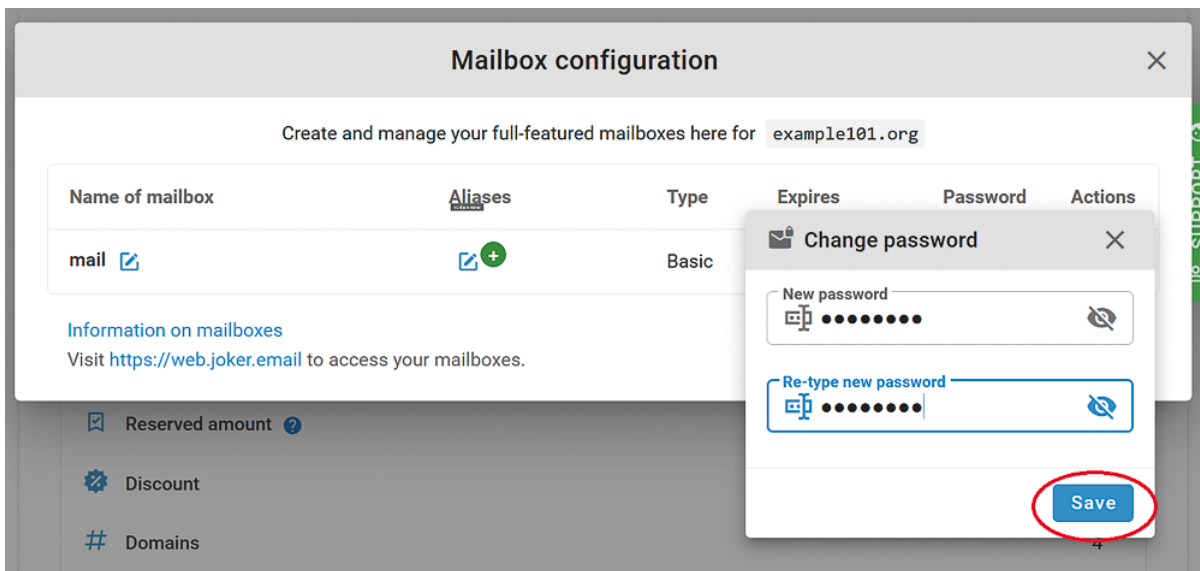 Mailbox configuration
Create and manage your full-featured mailboxes here for example101.org
Name of mailbox Aliases Type Expires Password Actions
mail Basic
Change password
New password
••••••••
Re-type new password
••••••••
Save
Information on mailboxes
Visit https://web.joker.email to access your mailboxes.
Reserved amount
Discount
Domains 4
SUPPORT